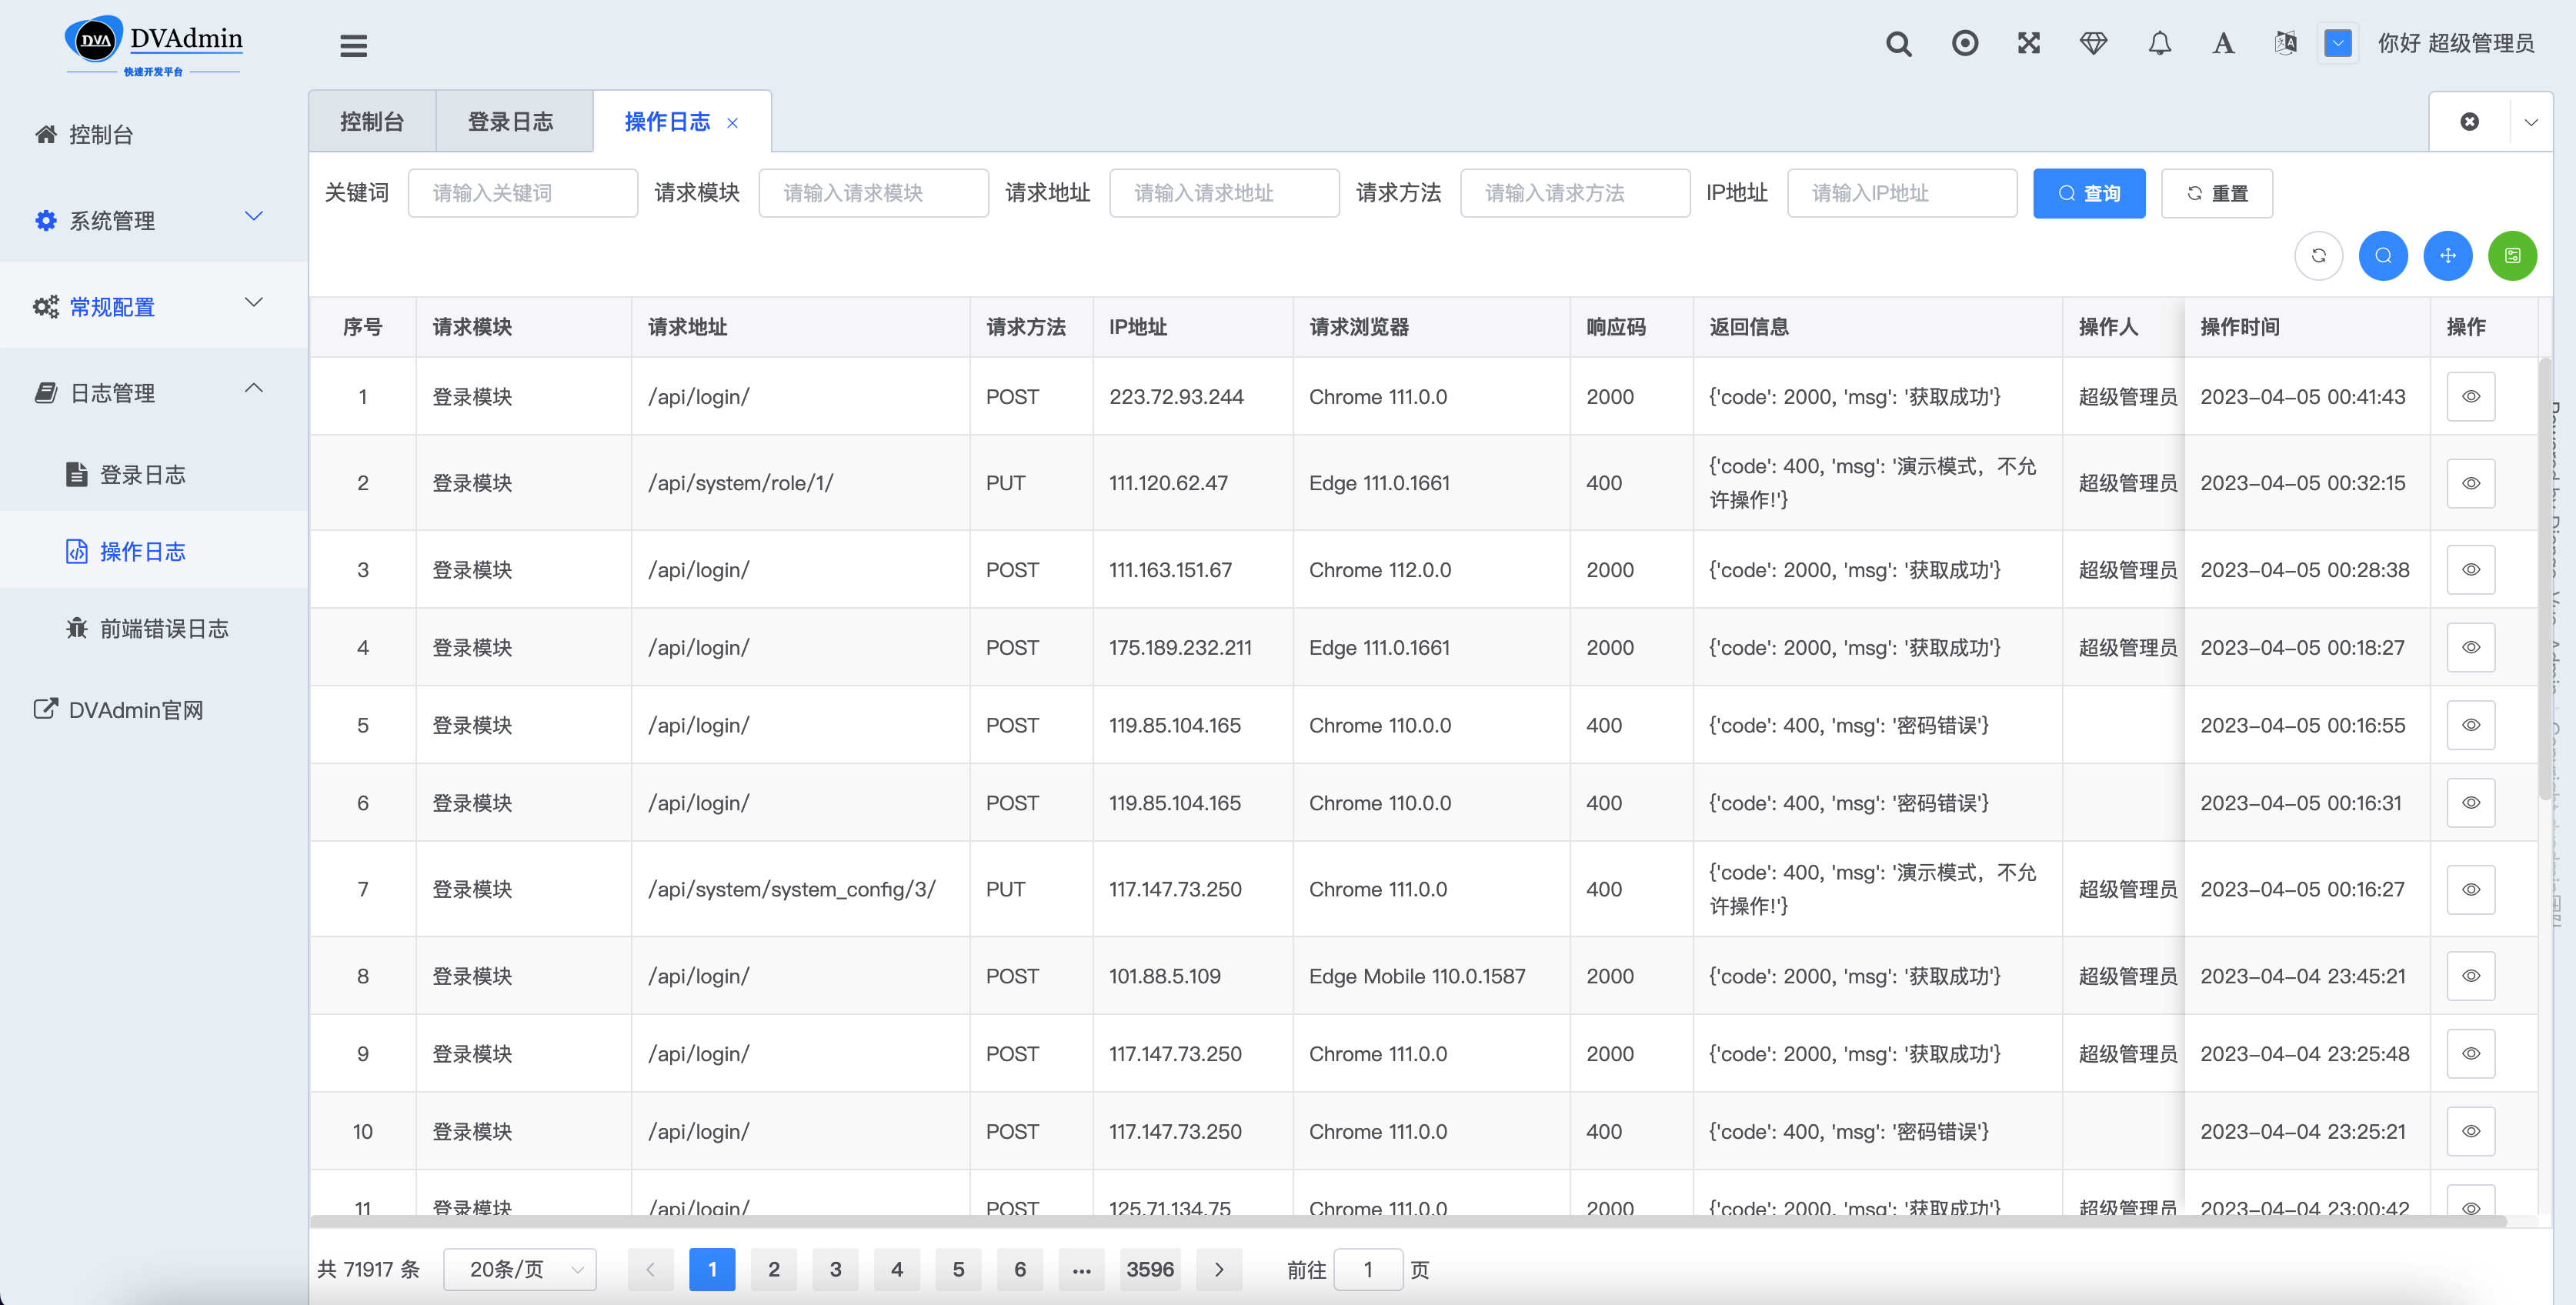 DVA DVAdmin
快速开发平台
你好 超级管理员
控制台
系统管理
常规配置
日志管理
登录日志
操作日志
前端错误日志
DVAdmin官网
控制台 登录日志 操作日志
关键词 请输入关键词 请求模块 请输入请求模块 请求地址 请输入请求地址 请求方法 请输入请求方法 IP地址 请输入IP地址 查询 重置
序号 请求模块 请求地址 请求方法 IP地址 请求浏览器 响应码 返回信息 操作人 操作时间 操作
1 登录模块 /api/login/ POST 223.72.93.244 Chrome 111.0.0 2000 {'code': 2000, 'msg': '获取成功'} 超级管理员 2023-04-05 00:41:43
2 登录模块 /api/system/role/1/ PUT 111.120.62.47 Edge 111.0.1661 400 {'code': 400, 'msg': '演示模式，不允
许操作!'} 超级管理员 2023-04-05 00:32:15
3 登录模块 /api/login/ POST 111.163.151.67 Chrome 112.0.0 2000 {'code': 2000, 'msg': '获取成功'} 超级管理员 2023-04-05 00:28:38
4 登录模块 /api/login/ POST 175.189.232.211 Edge 111.0.1661 2000 {'code': 2000, 'msg': '获取成功'} 超级管理员 2023-04-05 00:18:27
5 登录模块 /api/login/ POST 119.85.104.165 Chrome 110.0.0 400 {'code': 400, 'msg': '密码错误'} 2023-04-05 00:16:55
6 登录模块 /api/login/ POST 119.85.104.165 Chrome 110.0.0 400 {'code': 400, 'msg': '密码错误'} 2023-04-05 00:16:31
7 登录模块 /api/system/system_config/3/ PUT 117.147.73.250 Chrome 111.0.0 400 {'code': 400, 'msg': '演示模式，不允
许操作!'} 超级管理员 2023-04-05 00:16:27
8 登录模块 /api/login/ POST 101.88.5.109 Edge Mobile 110.0.1587 2000 {'code': 2000, 'msg': '获取成功'} 超级管理员 2023-04-04 23:45:21
9 登录模块 /api/login/ POST 117.147.73.250 Chrome 111.0.0 2000 {'code': 2000, 'msg': '获取成功'} 超级管理员 2023-04-04 23:25:48
10 登录模块 /api/login/ POST 117.147.73.250 Chrome 111.0.0 400 {'code': 400, 'msg': '密码错误'} 2023-04-04 23:25:21
11 登录模块 /api/login/ POST 125.71.134.75 Chrome 111.0.0 2000 {'code': 2000, 'msg': '获取成功'} 超级管理员 2023-04-04 23:00:42
共 71917 条 20条/页 1 2 3 4 5 6 ••• 3596 前往 1 页